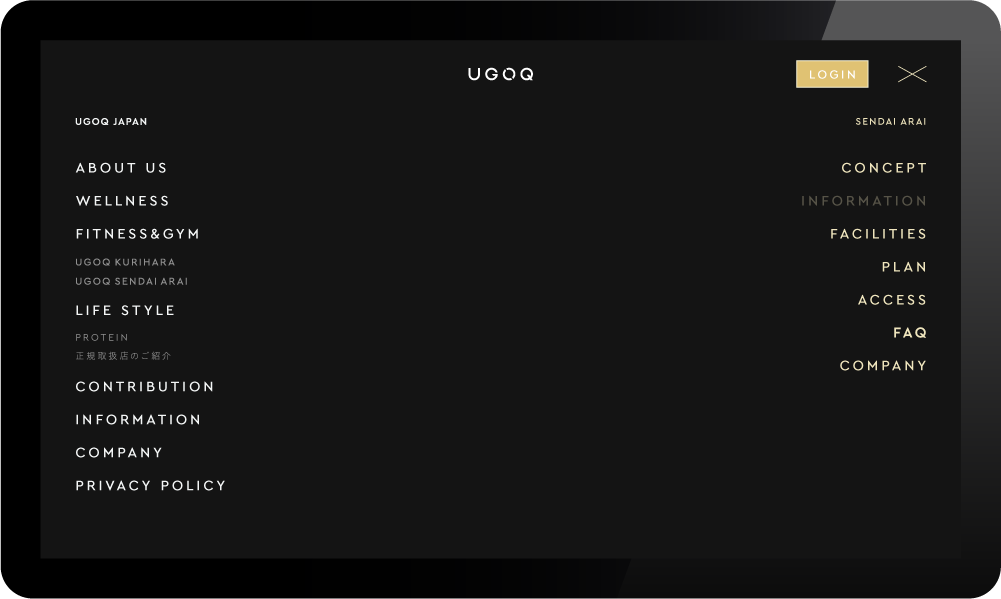 UGOQ
LOGIN
UGOQ JAPAN
ABOUT US
WELLNESS
FITNESS&GYM
UGOQ KURIHARA
UGOQ SENDAI ARAI
LIFE STYLE
PROTEIN
正規取扱店のご紹介
CONTRIBUTION
INFORMATION
COMPANY
PRIVACY POLICY
SENDAI ARAI
CONCEPT
INFORMATION
FACILITIES
PLAN
ACCESS
FAQ
COMPANY